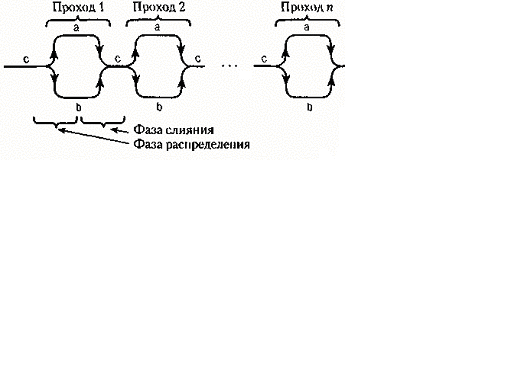 Проход 1 Проход 2 Проход n
a a a
c c c c
b b b
Фаза слияния
Фаза распределения